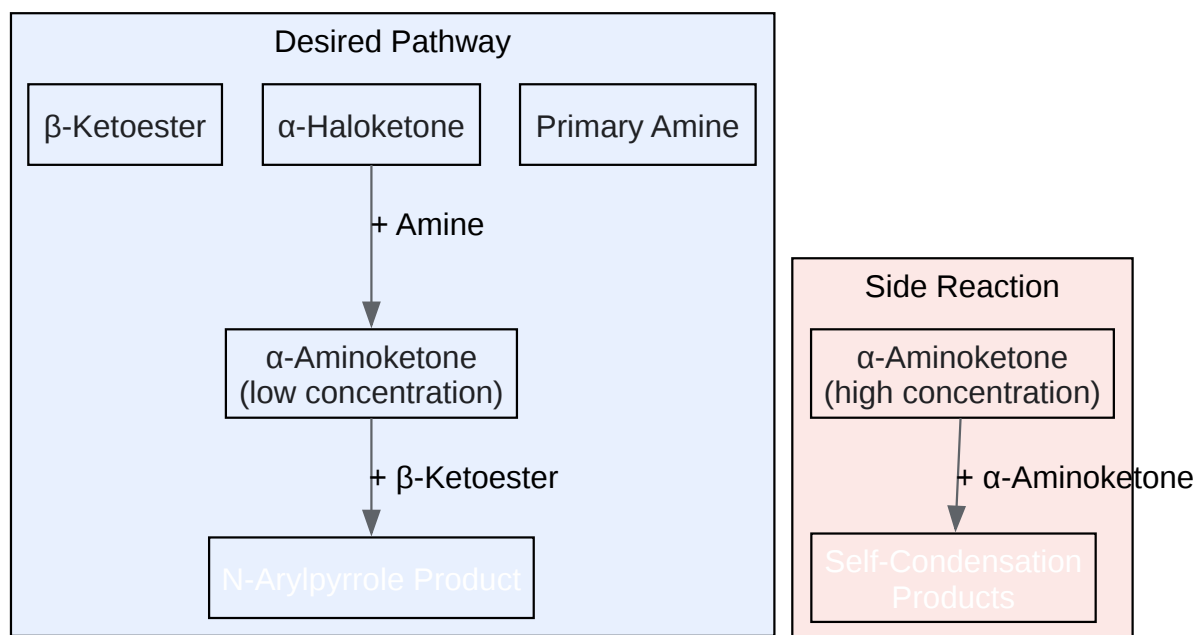 Desired Pathway
β-Ketoester
α-Haloketone
Primary Amine
+ Amine
α-Aminoketone
(low concentration)
+ β-Ketoester
N-Arylpyrrole Product
Side Reaction
α-Aminoketone
(high concentration)
+ α-Aminoketone
Self-Condensation
Products